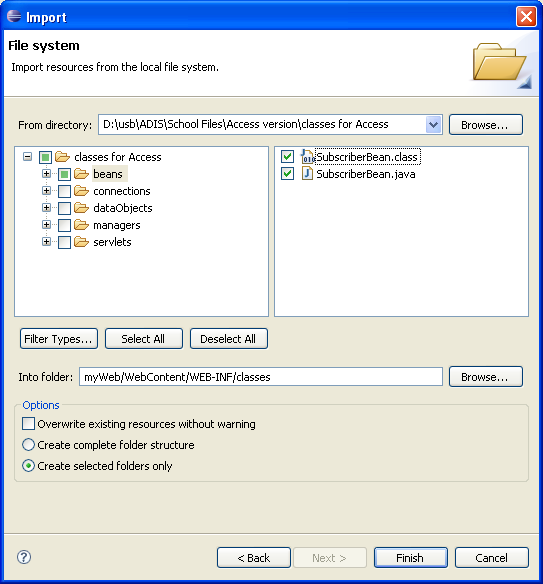 Import
File system
Import resources from the local file system.
From directory: D:\usb\ADIS\School Files\Access version\classes for Access Browse...
classes for Access
beans
connections
dataObjects
managers
servlets
SubscriberBean.class
SubscriberBean.java
Filter Types... Select All Deselect All
Into folder: myWeb/WebContent/WEB-INF/classes Browse...
Options
Overwrite existing resources without warning
Create complete folder structure
Create selected folders only
? < Back Next > Finish Cancel